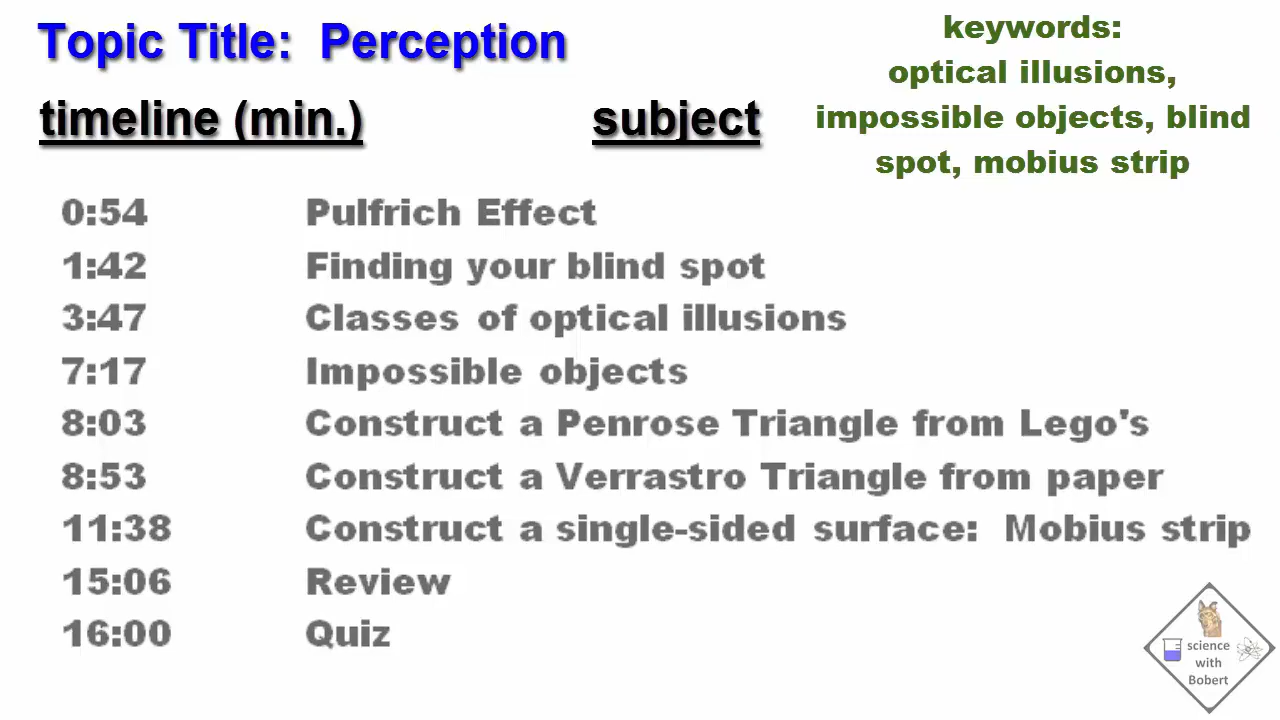 Topic Title: Perception
keywords:
optical illusions,
impossible objects, blind
spot, mobius strip
timeline (min.) subject
0:54 Pulfrich Effect
1:42 Finding your blind spot
3:47 Classes of optical illusions
7:17 Impossible objects
8:03 Construct a Penrose Triangle from Lego's
8:53 Construct a Verrastro Triangle from paper
11:38 Construct a single-sided surface: Mobius strip
15:06 Review
16:00 Quiz
science
with
Bobert